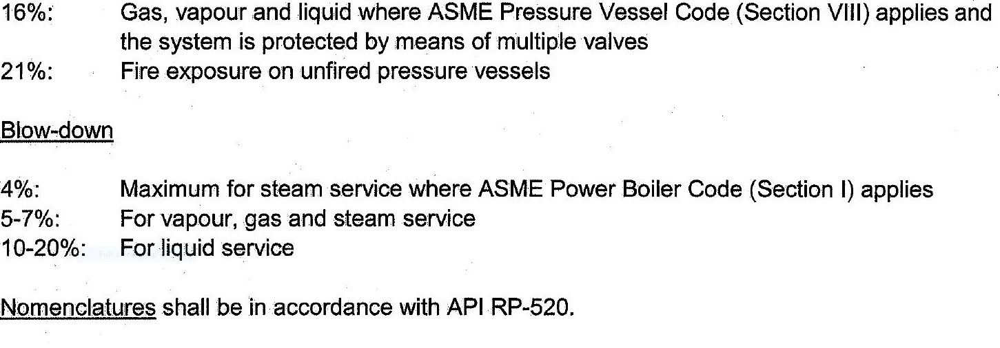 16%: Gas, vapour and liquid where ASME Pressure Vessel Code (Section VIII) applies and
the system is protected by means of multiple valves
21%: Fire exposure on unfired pressure vessels
Blow-down
4%: Maximum for steam service where ASME Power Boiler Code (Section I) applies
5-7%: For vapour, gas and steam service
10-20%: For liquid service
Nomenclatures shall be in accordance with API RP-520.